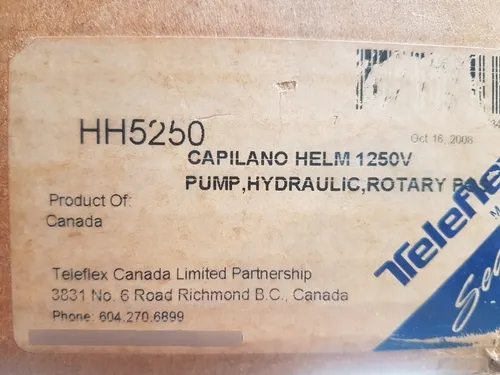 HH5250
Oct 16, 2008
CAPILANO HELM 1250V
PUMP,HYDRAULIC,ROTARY
Product Of:
Canada
Teleflex
Teleflex Canada Limited Partnership
3831 No. 6 Road Richmond B.C., Canada
Phone: 604.270.6899